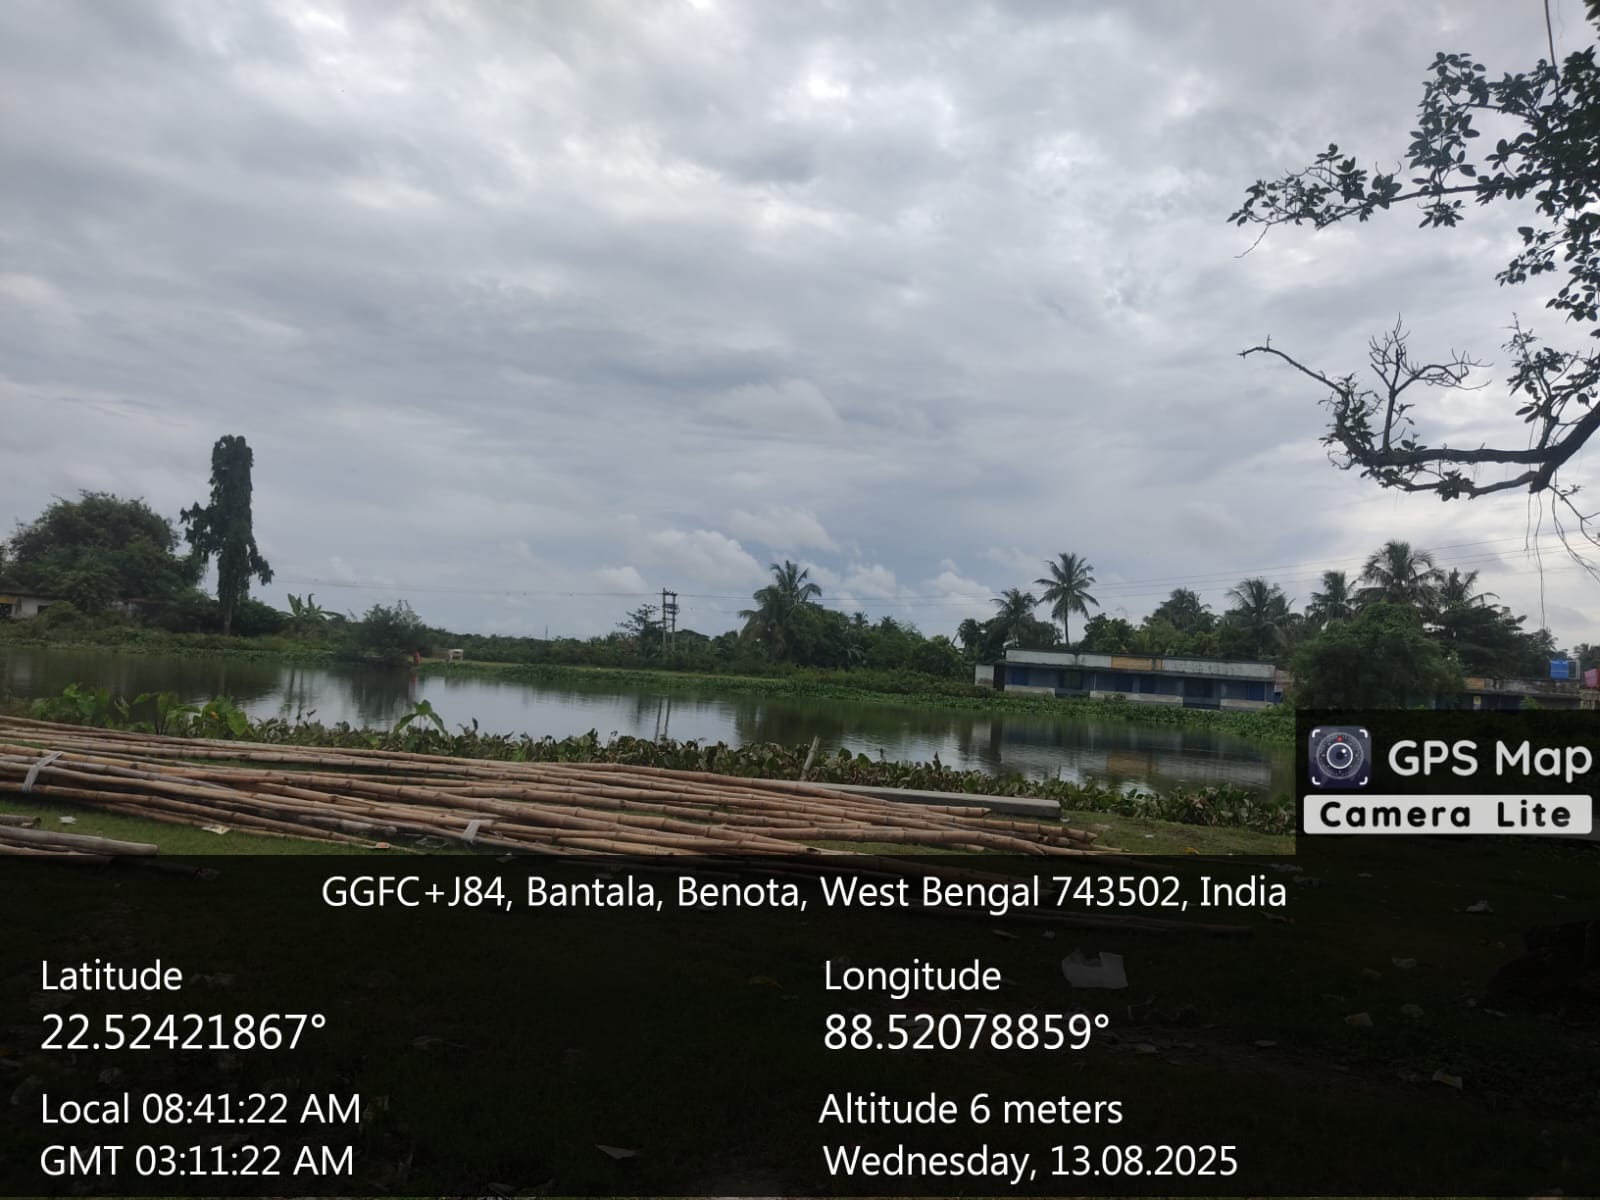 GPS Map
Camera Lite
GGFC+J84, Bantala, Benota, West Bengal 743502, India
Latitude
22.52421867°
Longitude
88.52078859°
Local 08:41:22 AM
GMT 03:11:22 AM
Altitude 6 meters
Wednesday, 13.08.2025